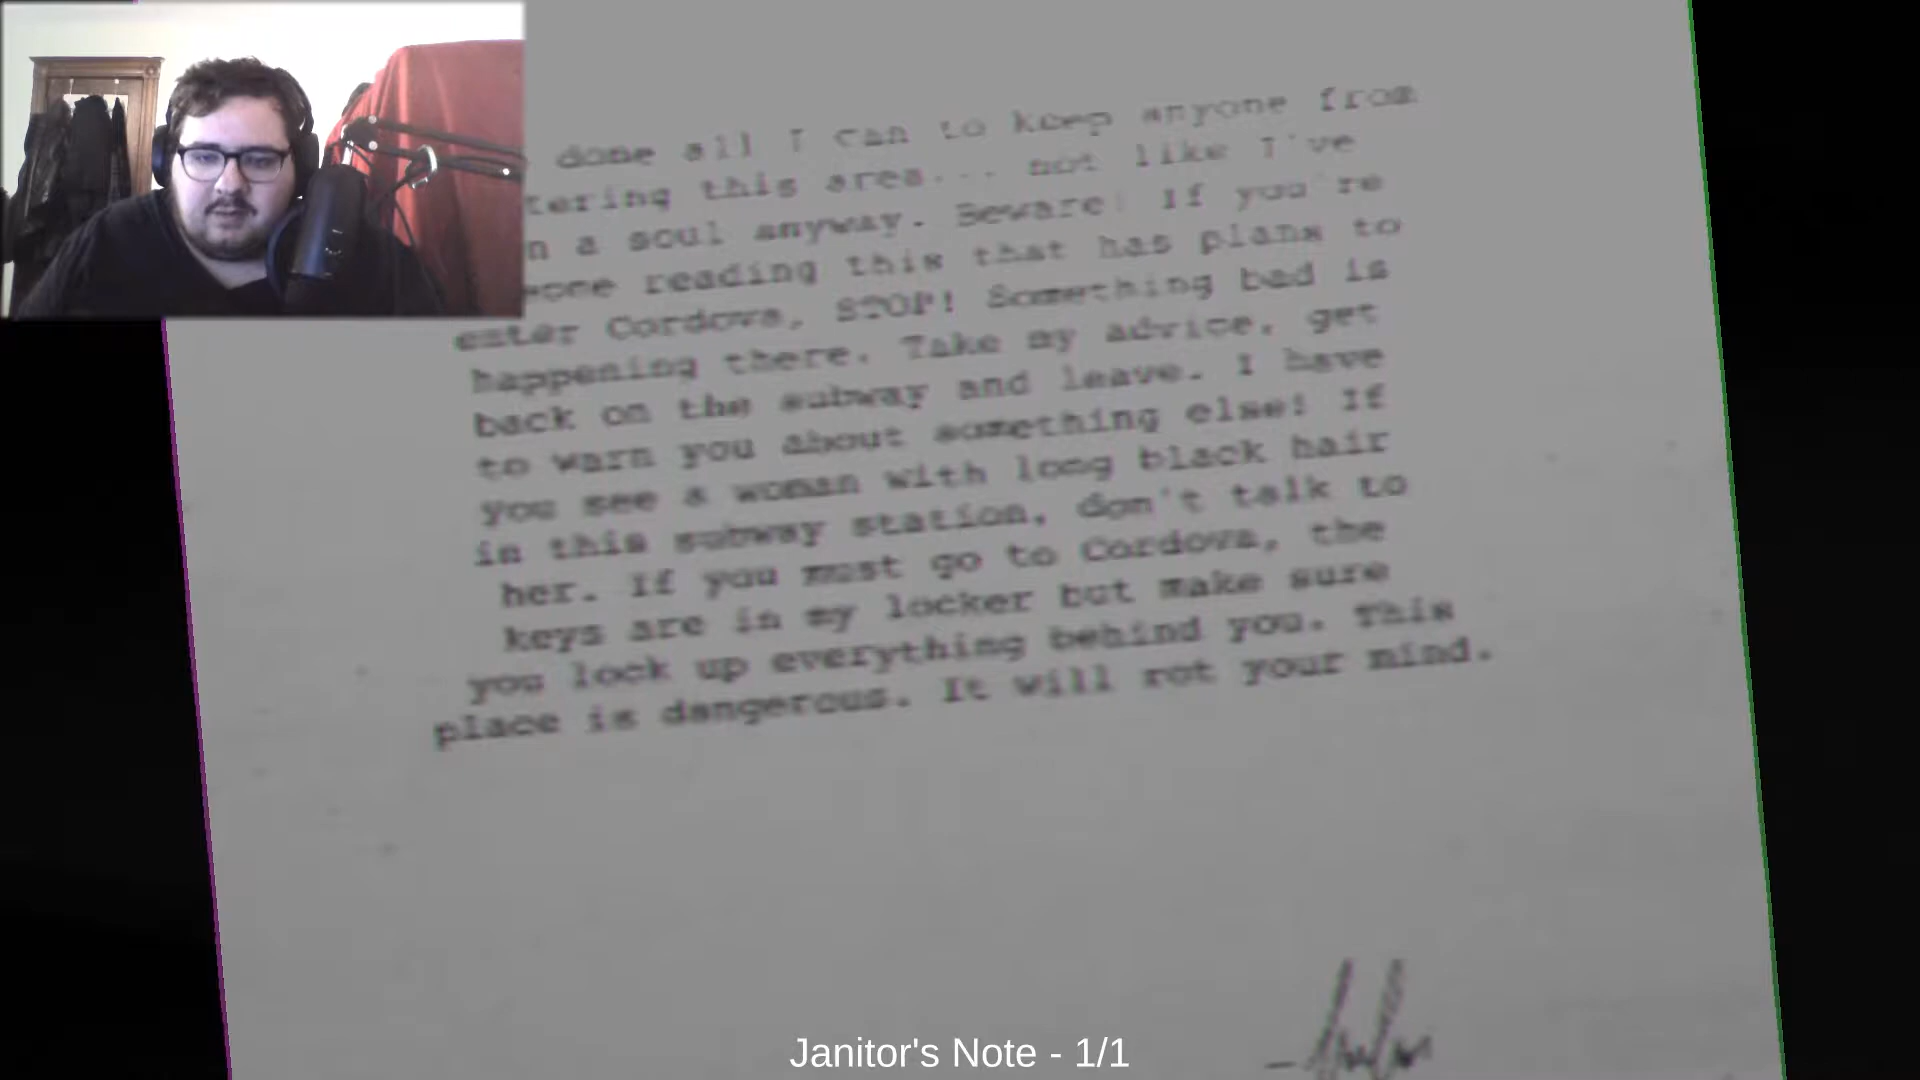 done all I can to keep anyone from
tering this area... not like I've
n a soul anyway. Beware! If you're
eone reading this that has plans to
enter Cordova, STOP! Something bad is
happening there. Take my advice, get
back on the subway and leave. I have
to warn you about something else! If
you see a woman with long black hair
in this subway station, don't talk to
her. If you must go to Cordova, the
keys are in my locker but make sure
you lock up everything behind you. This
place is dangerous. It will rot your mind.
Janitor's Note - 1/1